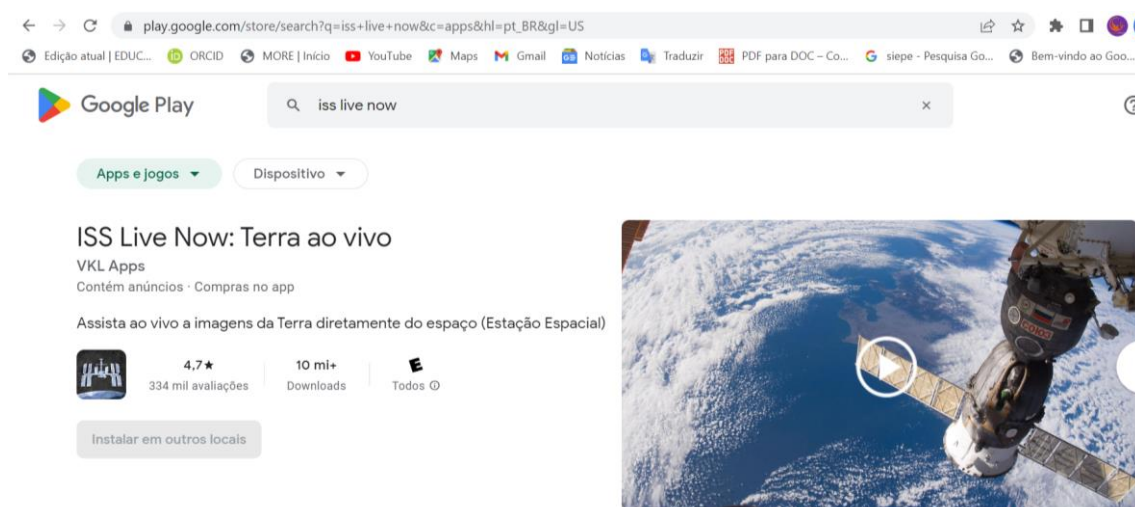 play.google.com/store/search?q=iss+live+now&c=apps&hl=pt_BR&gl=US
Edição atual | EDUC... ORCID MORE | Início YouTube Maps Gmail Notícias Traduzir PDF para DOC – Co... siepe - Pesquisa Go... Bem-vindo ao Goo...
Google Play iss live now
Apps e jogos Dispositivo
ISS Live Now: Terra ao vivo
VKL Apps
Contém anúncios · Compras no app
Assista ao vivo a imagens da Terra diretamente do espaço (Estação Espacial)
4,7★ 10 mi+ E
334 mil avaliações Downloads Todos
Instalar em outros locais